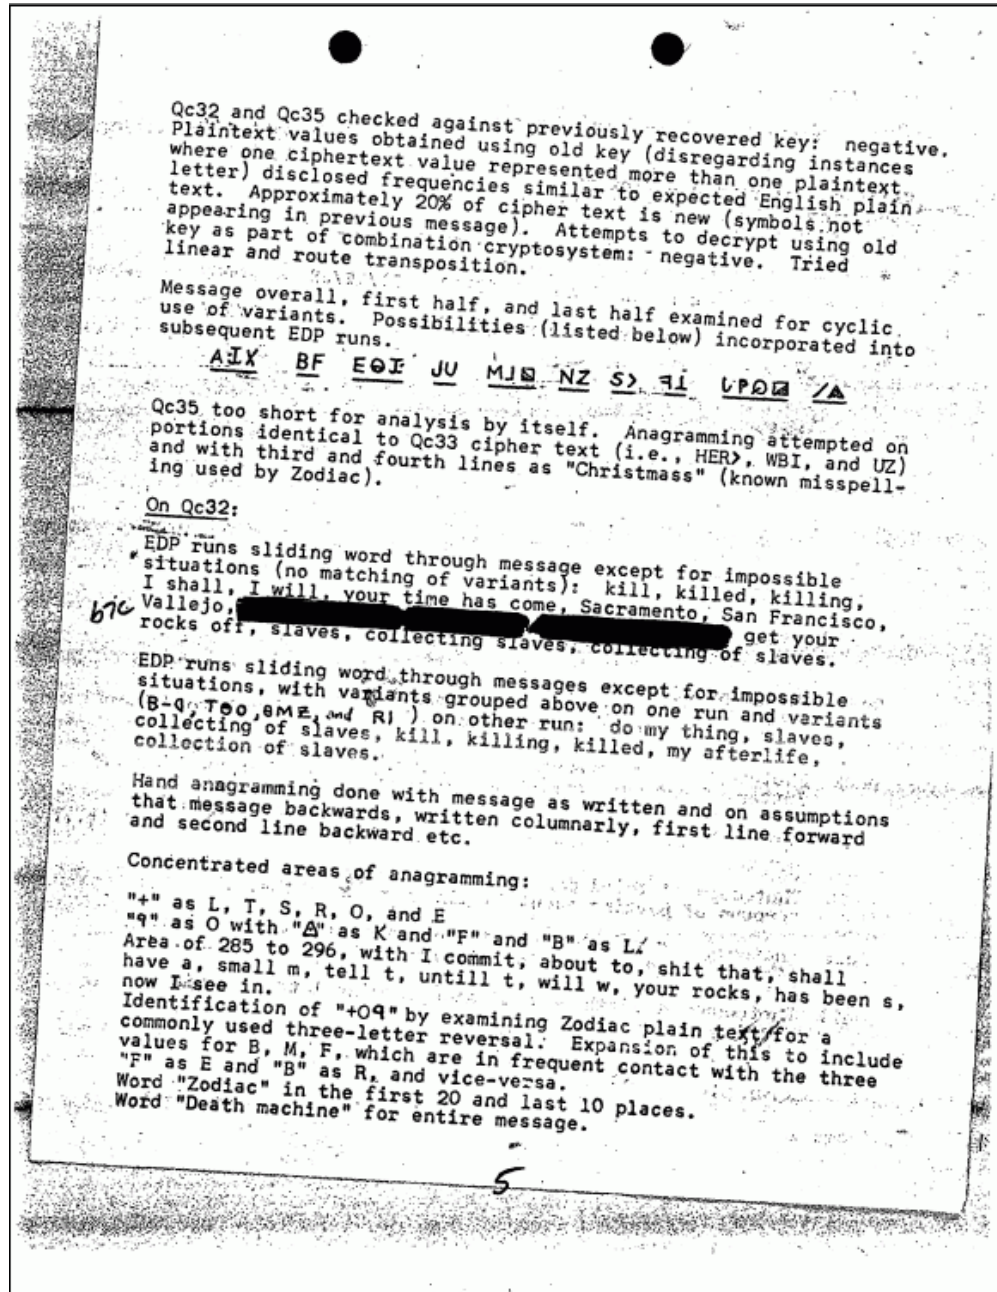 Qc32 and Qc35 checked against previously recovered key: negative.
Plaintext values obtained using old key (disregarding instances
where one ciphertext value represented more than one plaintext
letter) disclosed frequencies similar to expected English plain
text. Approximately 20% of cipher text is new (symbols not
appearing in previous message). Attempts to decrypt using old
key as part of combination cryptosystem: negative. Tried
linear and route transposition.
Message overall, first half, and last half examined for cyclic
use of variants. Possibilities (listed below) incorporated into
subsequent EDP runs.
AIX BF EΘI JU MJ NZ S> ꟼ⊥ P /
Qc35 too short for analysis by itself. Anagramming attempted on
portions identical to Qc33 cipher text (i.e., HER>, WBI, and UZ)
and with third and fourth lines as "Christmass" (known misspell-
ing used by Zodiac).
On Qc32:
EDP runs sliding word through message except for impossible
situations (no matching of variants): kill, killed, killing,
I shall, I will, your time has come, Sacramento, San Francisco,
b7c Vallejo, get your
rocks off, slaves, collecting slaves, collecting of slaves.
EDP runs sliding word through messages except for impossible
situations, with variants grouped above on one run and variants
and ) on other run: do my thing, slaves,
collecting of slaves, kill, killing, killed, my afterlife,
collection of slaves.
Hand anagramming done with message as written and on assumptions
that message backwards, written columnarly, first line forward
and second line backward etc.
Concentrated areas of anagramming:
"+" as L, T, S, R, O, and E
"q" as O with "Δ" as K and "F" and "B" as L.
Area of 285 to 296, with I commit, about to, shit that, shall
have a, small m, tell t, untill t, will w, your rocks, has been s,
now I see in.
Identification of "+Oq" by examining Zodiac plain text for a
commonly used three-letter reversal. Expansion of this to include
values for B, M, F, which are in frequent contact with the three
"F" as E and "B" as R, and vice-versa.
Word "Zodiac" in the first 20 and last 10 places.
Word "Death machine" for entire message.
5